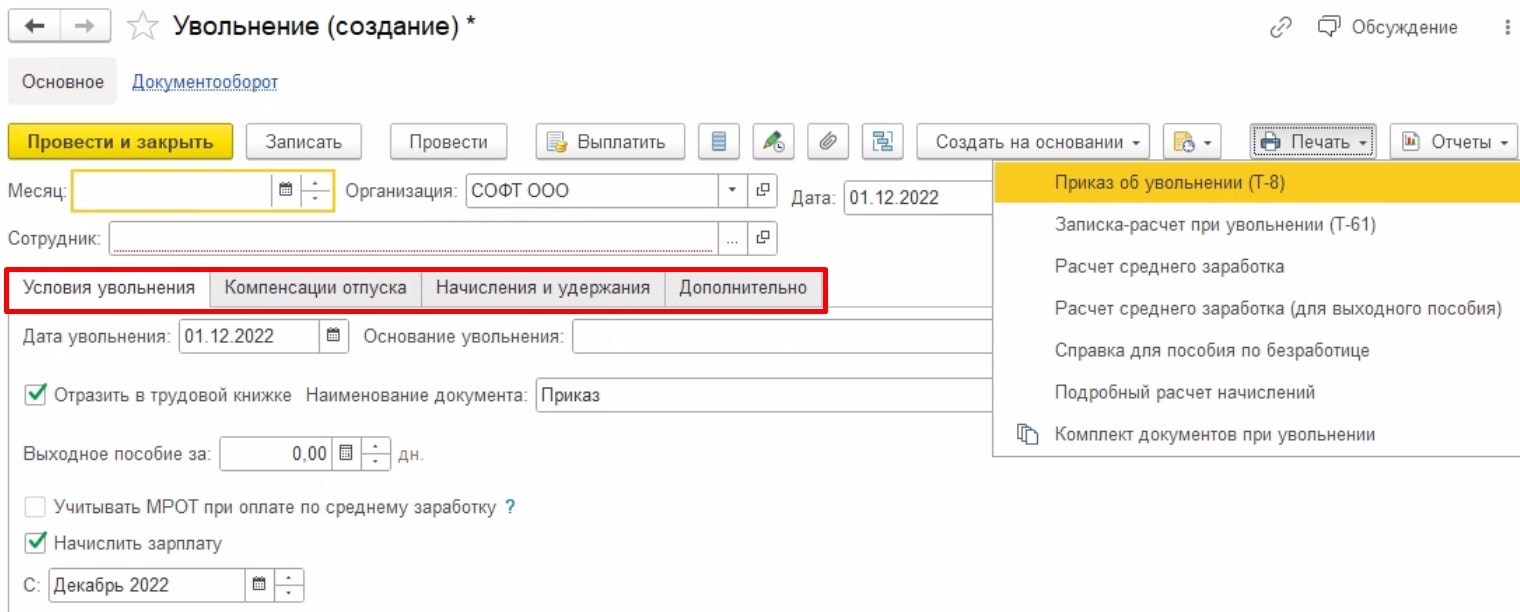 Увольнение (создание) *
Обсуждение
Основное Документооборот
Провести и закрыть Записать Провести Выплатить Создать на основании Печать Отчеты
Месяц: Организация: СОФТ ООО Дата: 01.12.2022
Сотрудник: ...
Условия увольнения Компенсации отпуска Начисления и удержания Дополнительно
Дата увольнения: 01.12.2022 Основание увольнения:
Отразить в трудовой книжке Наименование документа: Приказ
Выходное пособие за: 0,00 дн.
Учитывать МРОТ при оплате по среднему заработку ?
Начислить зарплату
С: Декабрь 2022
Приказ об увольнении (Т-8)
Записка-расчет при увольнении (Т-61)
Расчет среднего заработка
Расчет среднего заработка (для выходного пособия)
Справка для пособия по безработице
Подробный расчет начислений
Комплект документов при увольнении